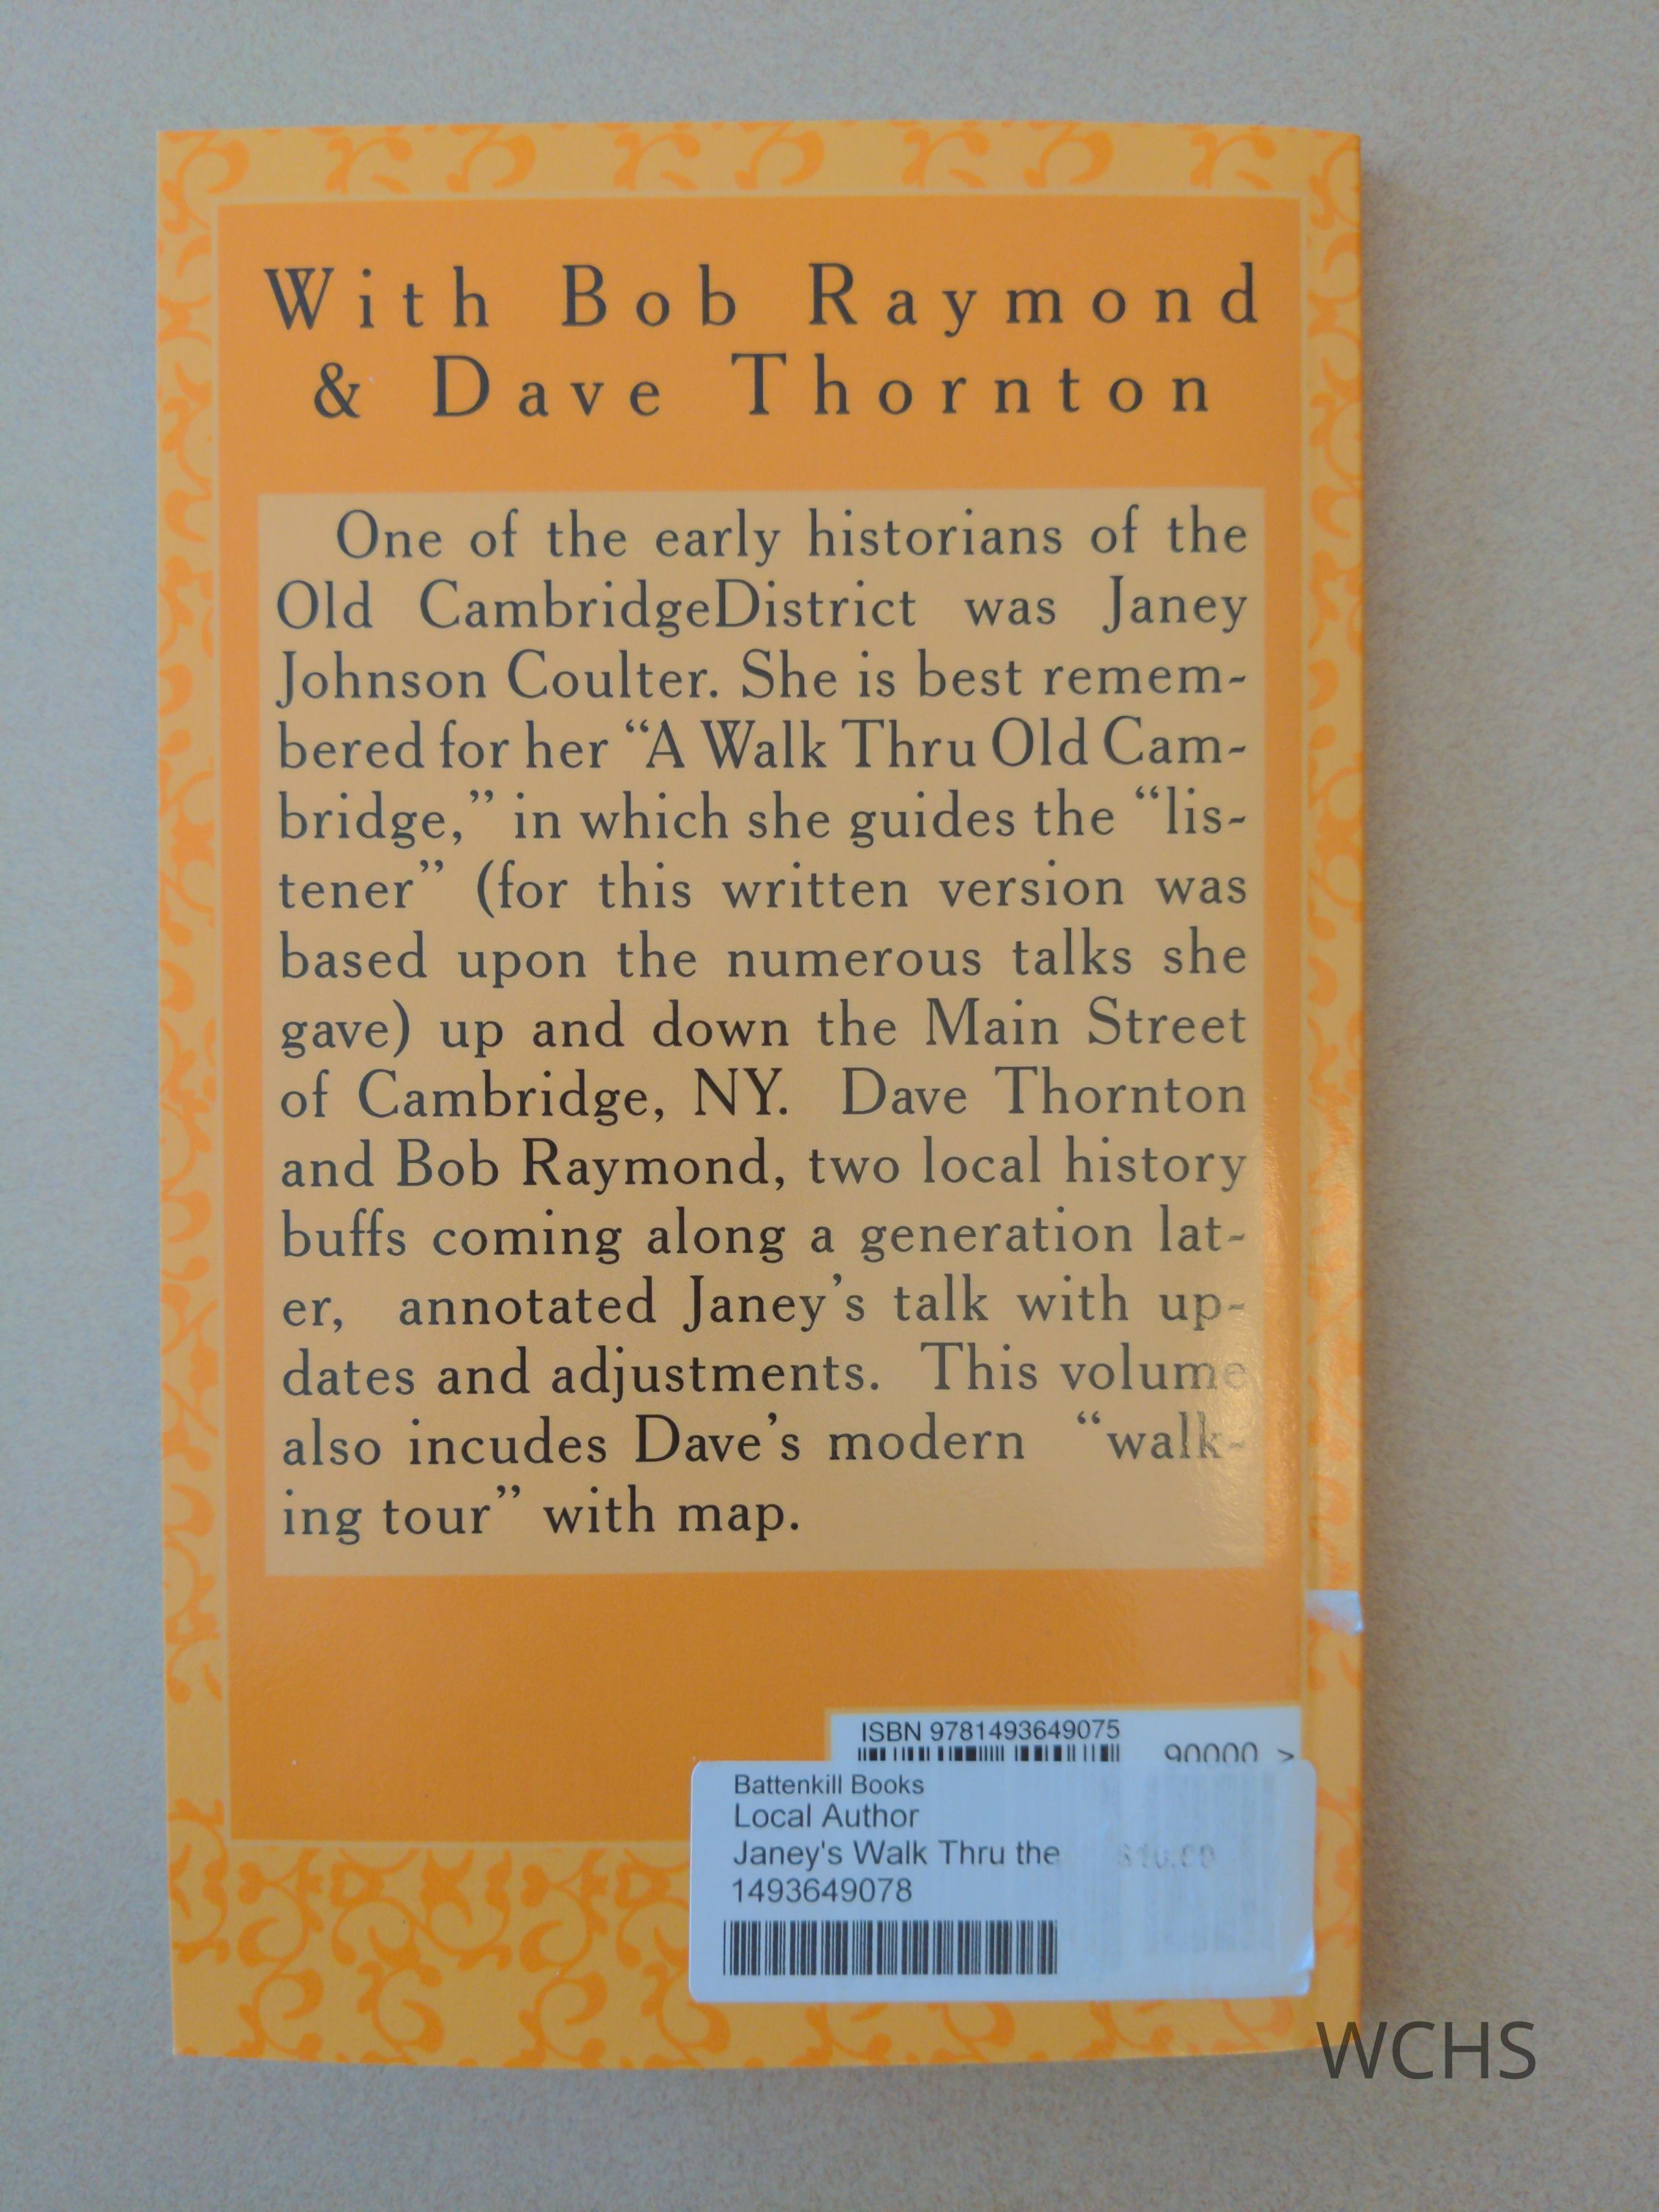 With Bob Raymond
& Dave Thornton
One of the early historians of the
Old CambridgeDistrict was Janey
Johnson Coulter. She is best remem-
bered for her “A Walk Thru Old Cam-
bridge,” in which she guides the “lis-
tener” (for this written version was
based upon the numerous talks she
gave) up and down the Main Street
of Cambridge, NY. Dave Thornton
and Bob Raymond, two local history
buffs coming along a generation lat-
er, annotated Janey’s talk with up-
dates and adjustments. This volume
also incudes Dave’s modern “walk-
ing tour” with map.
ISBN 9781493649075
90000 >
Battenkill Books
Local Author
Janey's Walk Thru the $10.00
1493649078
WCHS